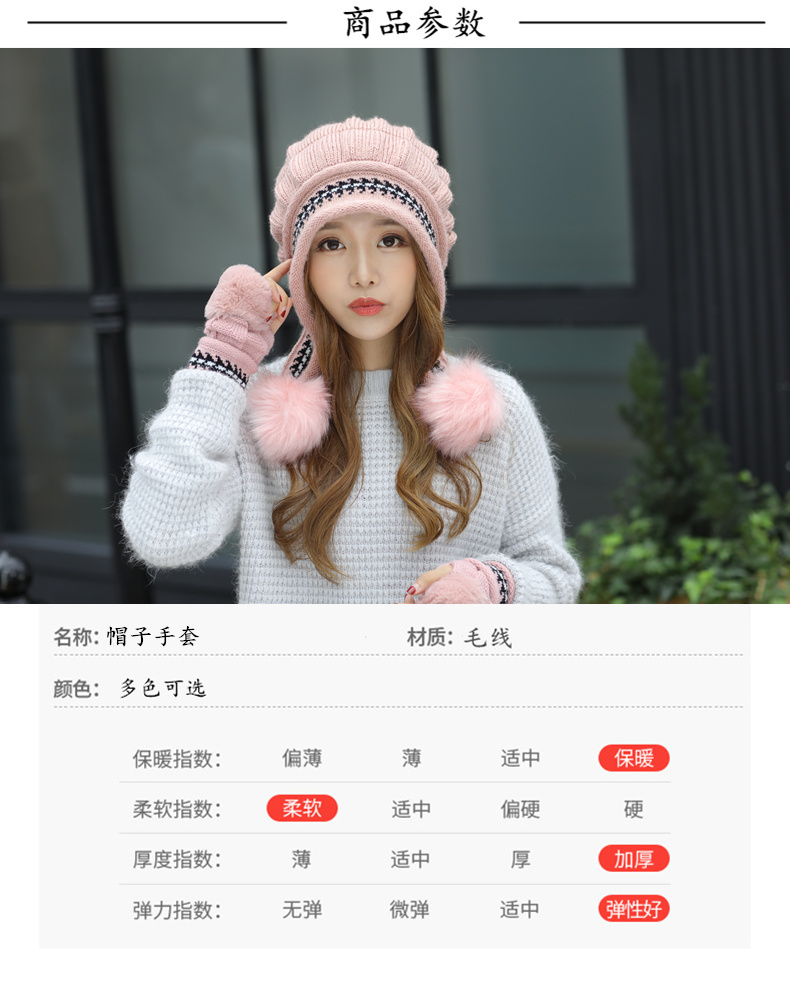 商品参数
名称：帽子手套 材质：毛线
颜色： 多色可选
保暖指数： 偏薄 薄 适中 保暖
柔软指数： 柔软 适中 偏硬 硬
厚度指数： 薄 适中 厚 加厚
弹力指数： 无弹 微弹 适中 弹性好